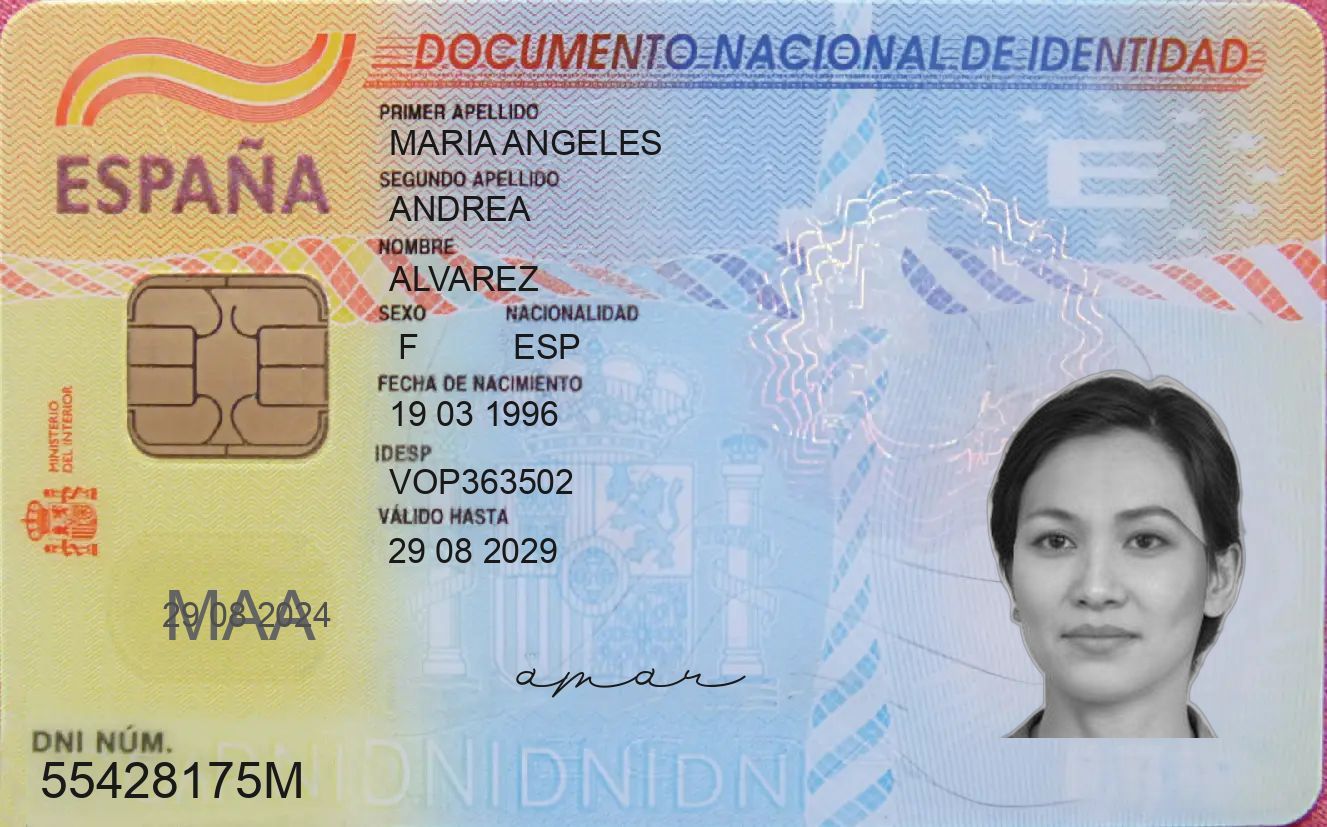 DOCUMENTO NACIONAL DE IDENTIDAD
ESPAÑA
PRIMER APELLIDO
MARIA ANGELES
SEGUNDO APELLIDO
ANDREA
NOMBRE
ALVAREZ
SEXO NACIONALIDAD
F ESP
FECHA DE NACIMIENTO
19 03 1996
IDESP
VOP363502
VÁLIDO HASTA
29 08 2029
MINISTERIO
DEL INTERIOR
E
MAA
29 08 2024
amar
DNI NÚM.
55428175M
DNIDNIDNIDNI